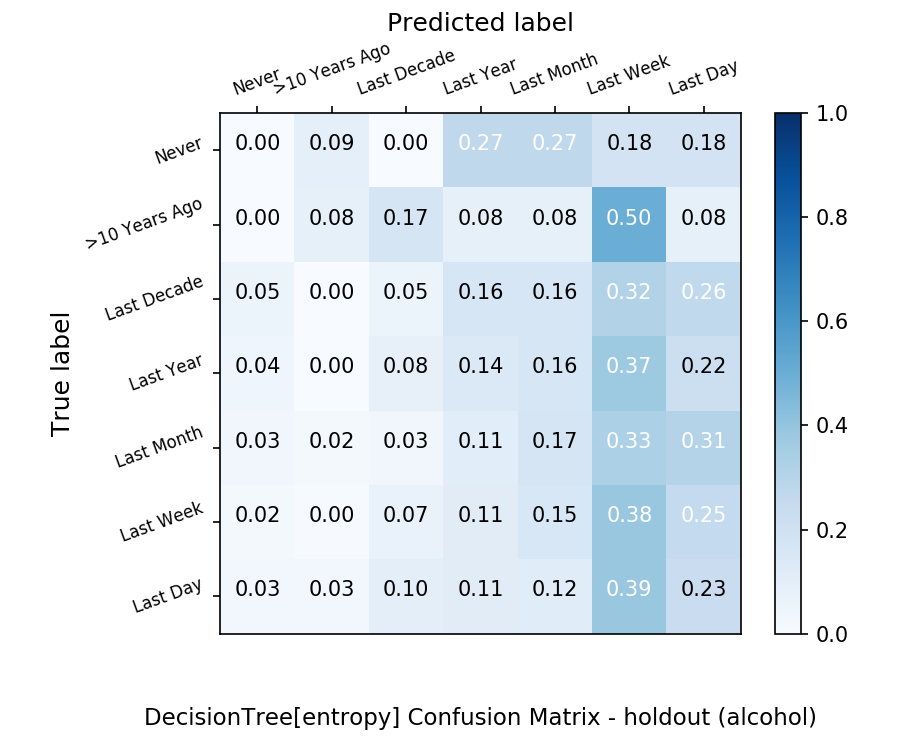 Predicted label
Never >10 Years Ago Last Decade Last Year Last Month Last Week Last Day
Never 0.00 0.09 0.00 0.27 0.27 0.18 0.18
>10 Years Ago 0.00 0.08 0.17 0.08 0.08 0.50 0.08
Last Decade 0.05 0.00 0.05 0.16 0.16 0.32 0.26
Last Year 0.04 0.00 0.08 0.14 0.16 0.37 0.22
Last Month 0.03 0.02 0.03 0.11 0.17 0.33 0.31
Last Week 0.02 0.00 0.07 0.11 0.15 0.38 0.25
Last Day 0.03 0.03 0.10 0.11 0.12 0.39 0.23
True label
1.0
0.8
0.6
0.4
0.2
0.0
DecisionTree[entropy] Confusion Matrix - holdout (alcohol)